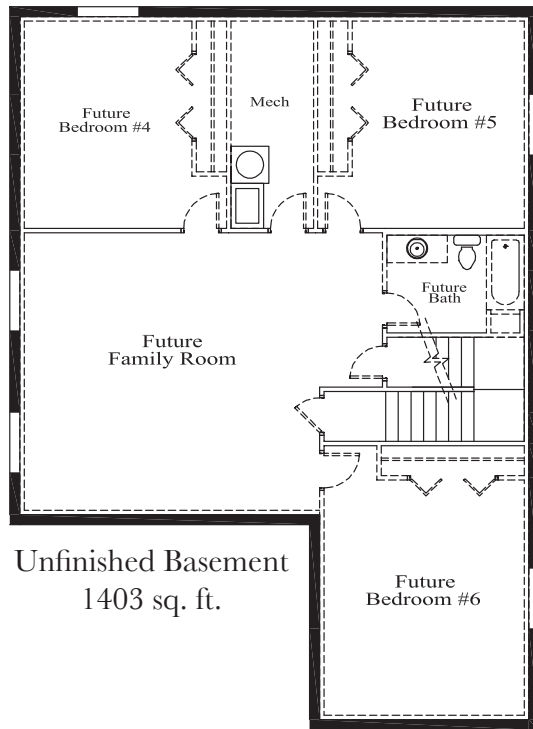 Future
Bedroom #4
Mech
Future
Bedroom #5
Future
Bath
Future
Family Room
Unfinished Basement
1403 sq. ft.
Future
Bedroom #6